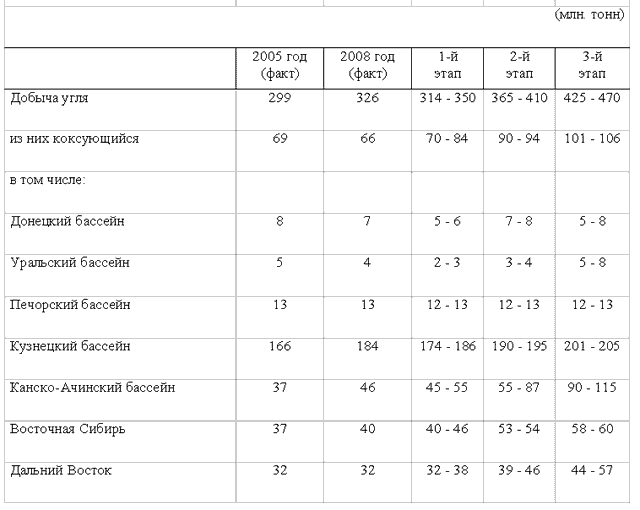 (млн. тонн)
2005 год (факт) 2008 год (факт) 1-й этап 2-й этап 3-й этап
Добыча угля 299 326 314 - 350 365 - 410 425 - 470
из них коксующийся 69 66 70 - 84 90 - 94 101 - 106
в том числе:
Донецкий бассейн 8 7 5 - 6 7 - 8 5 - 8
Уральский бассейн 5 4 2 - 3 3 - 4 5 - 8
Печорский бассейн 13 13 12 - 13 12 - 13 12 - 13
Кузнецкий бассейн 166 184 174 - 186 190 - 195 201 - 205
Канско-Ачинский бассейн 37 46 45 - 55 55 - 87 90 - 115
Восточная Сибирь 37 40 40 - 46 53 - 54 58 - 60
Дальний Восток 32 32 32 - 38 39 - 46 44 - 57